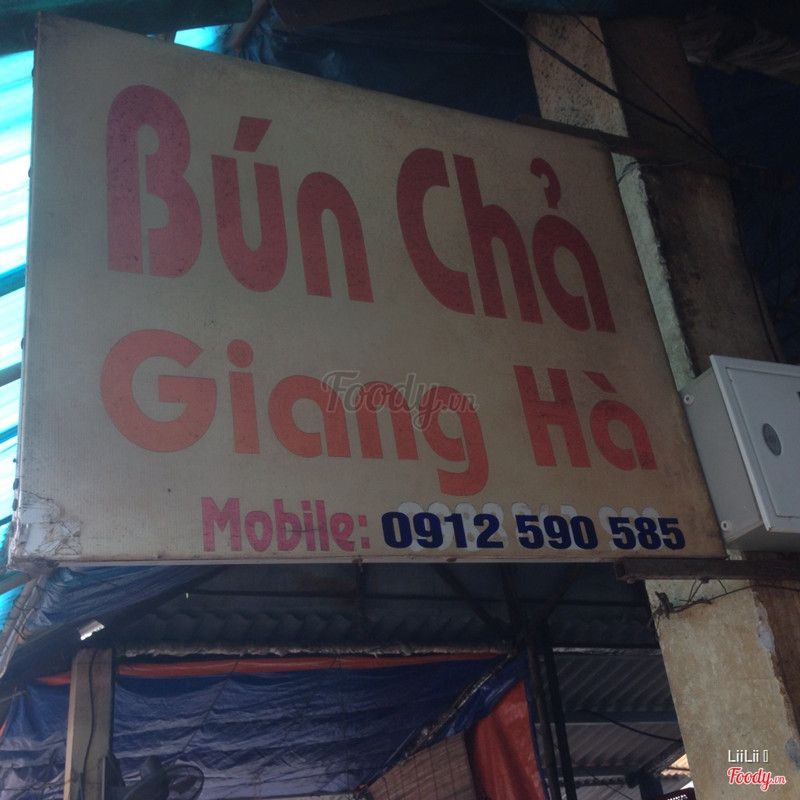 Bún Chả
Giang Hà
Mobile: 0912 590 585
Foody.vn
LiiLii
Foody.vn